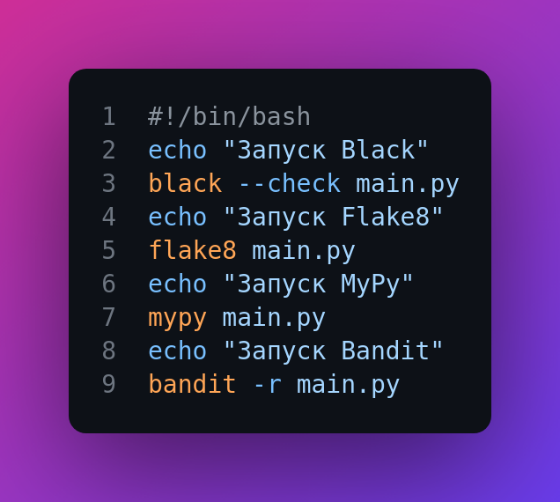 1 #!/bin/bash
2 echo "Запуск Black"
3 black --check main.py
4 echo "Запуск Flake8"
5 flake8 main.py
6 echo "Запуск MyPy"
7 mypy main.py
8 echo "Запуск Bandit"
9 bandit -r main.py